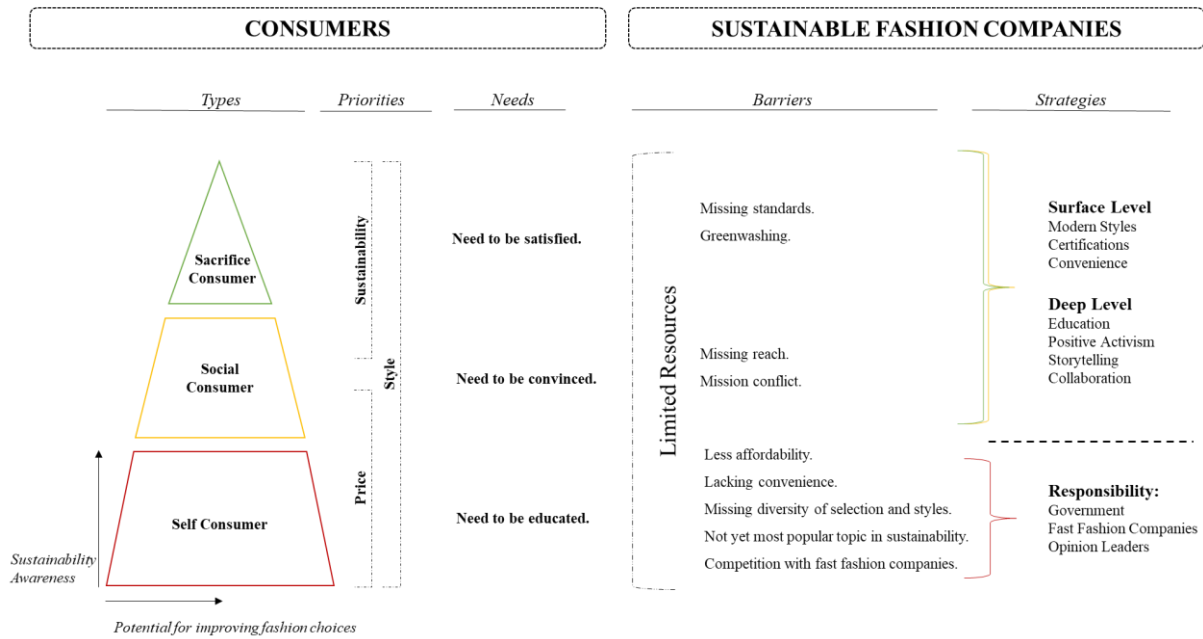 CONSUMERS
SUSTAINABLE FASHION COMPANIES
Types
Priorities
Needs
Barriers
Strategies
Sacrifice
Consumer
Social
Consumer
Self Consumer
Sustainability
Awareness
Potential for improving fashion choices
Sustainability
Price
Style
Need to be satisfied.
Need to be convinced.
Need to be educated.
Limited Resources
Missing standards.
Greenwashing.
Missing reach.
Mission conflict.
Less affordability.
Lacking convenience.
Missing diversity of selection and styles.
Not yet most popular topic in sustainability.
Competition with fast fashion companies.
Surface Level
Modern Styles
Certifications
Convenience
Deep Level
Education
Positive Activism
Storytelling
Collaboration
Responsibility:
Government
Fast Fashion Companies
Opinion Leaders